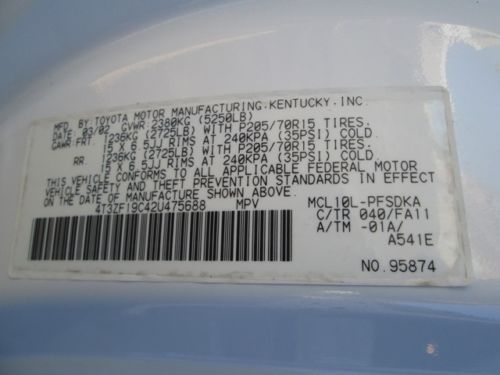 MFD. BY:TOYOTA MOTOR MANUFACTURING,KENTUCKY,INC.
03/02 GVWR 2380KG (5250LB)
GAWR:FRT. 1236KG (2725LB) WITH P205/70R15 TIRES.
15 X 6.5JJ RIMS AT 240KPA (35PSI) COLD.
RR. 1236KG (2725LB) WITH P205/70R15 TIRES.
15 X 6.5JJ RIMS AT 240KPA (35PSI) COLD.
THIS VEHICLE CONFORMS TO ALL APPLICABLE FEDERAL MOTOR
VEHICLE SAFETY AND THEFT PREVENTION STANDARDS IN EFFECT
ON THE DATE OF MANUFACTURE SHOWN ABOVE.
4T3ZF19C42U475688 MPV MCL10L-PFSDKA
C/TR 040/FA11
A/TM -01A/
A541E
NO.95874